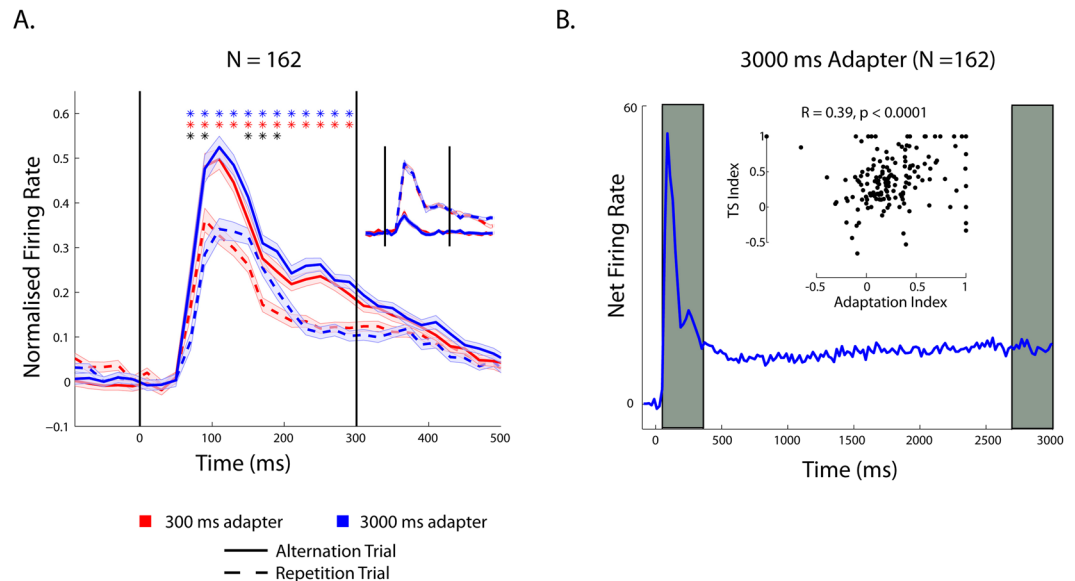 A.
N = 162
Normalised Firing Rate
0.6
0.5
0.4
0.3
0.2
0.1
0
−0.1
0
100
200
300
400
500
Time (ms)
300 ms adapter
3000 ms adapter
Alternation Trial
Repetition Trial
B.
3000 ms Adapter (N =162)
Net Firing Rate
60
0
R = 0.39, p < 0.0001
TS Index
1
0.5
0
-0.5
-0.5
0
0.5
1
Adaptation Index
0
500
1000
1500
2000
2500
3000
Time (ms)